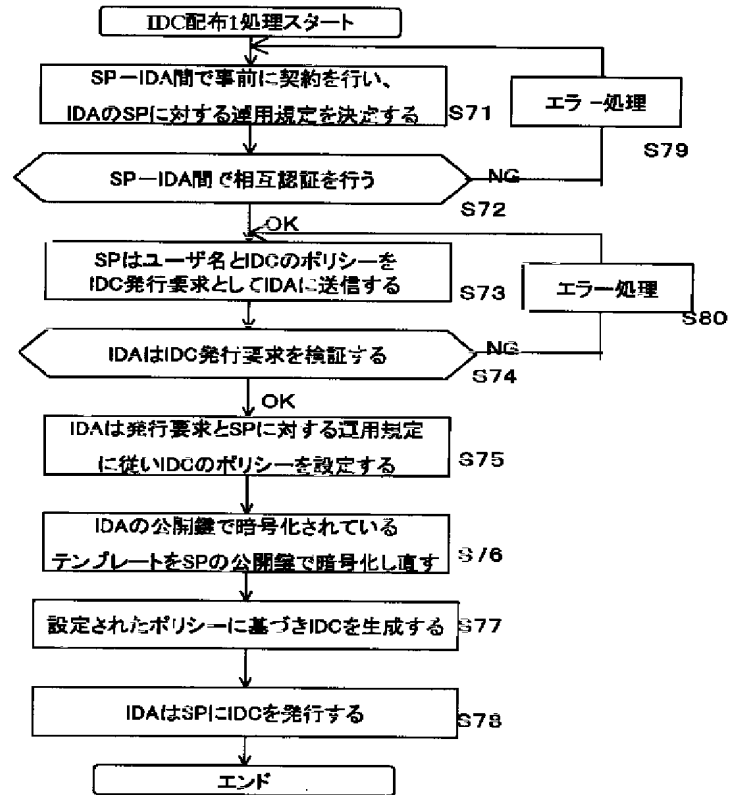 IDC配布1処理スタート
SP－IDA間で事前に契約を行い、
IDAのSPに対する運用規定を決定する
S71
エラー処理
S79
SP－IDA間で相互認証を行う
NG
S72
OK
SPはユーザ名とIDCのポリシーを
IDC発行要求としてIDAに送信する
S73
エラー処理
S80
IDAはIDC発行要求を検証する
NG
S74
OK
IDAは発行要求とSPに対する運用規定
に従いIDCのポリシーを設定する
S75
IDAの公開鍵で暗号化されている
テンプレートをSPの公開鍵で暗号化し直す
S76
設定されたポリシーに基づきIDCを生成する
S77
IDAはSPにIDCを発行する
S78
エンド